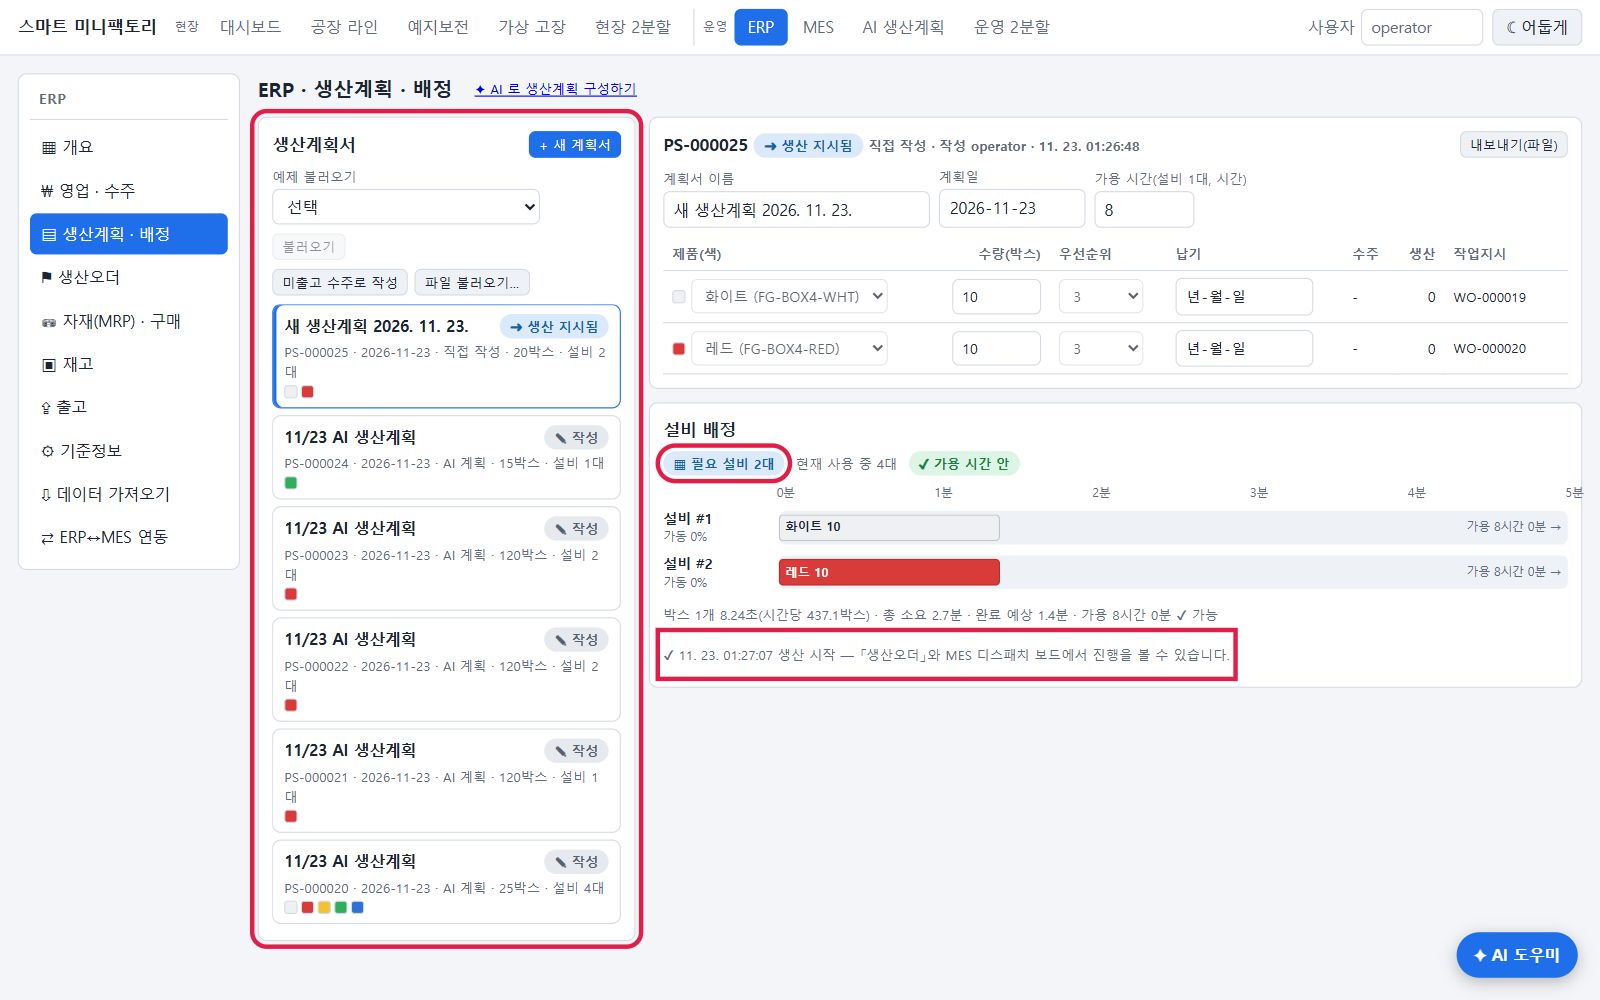 스마트 미니팩토리 현장 대시보드 공장 라인 예지보전 가상 고장 현장 2분할 운영 ERP MES AI 생산계획 운영 2분할 사용자 operator ☾ 어둡게
ERP
▦ 개요
₩ 영업 · 수주
▤ 생산계획 · 배정
⚑ 생산오더
자재(MRP) · 구매
▣ 재고
⇪ 출고
⚙ 기준정보
⇩ 데이터 가져오기
⇄ ERP↔MES 연동
ERP · 생산계획 · 배정 ✦ AI 로 생산계획 구성하기
생산계획서 + 새 계획서
예제 불러오기
선택
불러오기
미출고 수주로 작성 파일 불러오기...
새 생산계획 2026. 11. 23. ➜ 생산 지시됨
PS-000025 · 2026-11-23 · 직접 작성 · 20박스 · 설비 2
대
11/23 AI 생산계획 ✎ 작성
PS-000024 · 2026-11-23 · AI 계획 · 15박스 · 설비 1대
11/23 AI 생산계획 ✎ 작성
PS-000023 · 2026-11-23 · AI 계획 · 120박스 · 설비 2
대
11/23 AI 생산계획 ✎ 작성
PS-000022 · 2026-11-23 · AI 계획 · 120박스 · 설비 2
대
11/23 AI 생산계획 ✎ 작성
PS-000021 · 2026-11-23 · AI 계획 · 120박스 · 설비 1
대
11/23 AI 생산계획 ✎ 작성
PS-000020 · 2026-11-23 · AI 계획 · 25박스 · 설비 4대
PS-000025 ➜ 생산 지시됨 직접 작성 · 작성 operator · 11. 23. 01:26:48 내보내기(파일)
계획서 이름 계획일 가용 시간(설비 1대, 시간)
새 생산계획 2026. 11. 23. 2026-11-23 8
제품(색) 수량(박스) 우선순위 납기 수주 생산 작업지시
화이트 (FG-BOX4-WHT) 10 3 년-월-일 - 0 WO-000019
레드 (FG-BOX4-RED) 10 3 년-월-일 - 0 WO-000020
설비 배정
▦ 필요 설비 2대 현재 사용 중 4대 ✔ 가용 시간 안
0분 1분 2분 3분 4분 5분
설비 #1 화이트 10 가용 8시간 0분 →
가동 0%
설비 #2 레드 10 가용 8시간 0분 →
가동 0%
박스 1개 8.24초(시간당 437.1박스) · 총 소요 2.7분 · 완료 예상 1.4분 · 가용 8시간 0분 ✔ 가능
✓ 11. 23. 01:27:07 생산 시작 — 「생산오더」와 MES 디스패치 보드에서 진행을 볼 수 있습니다.
✦ AI 도우미